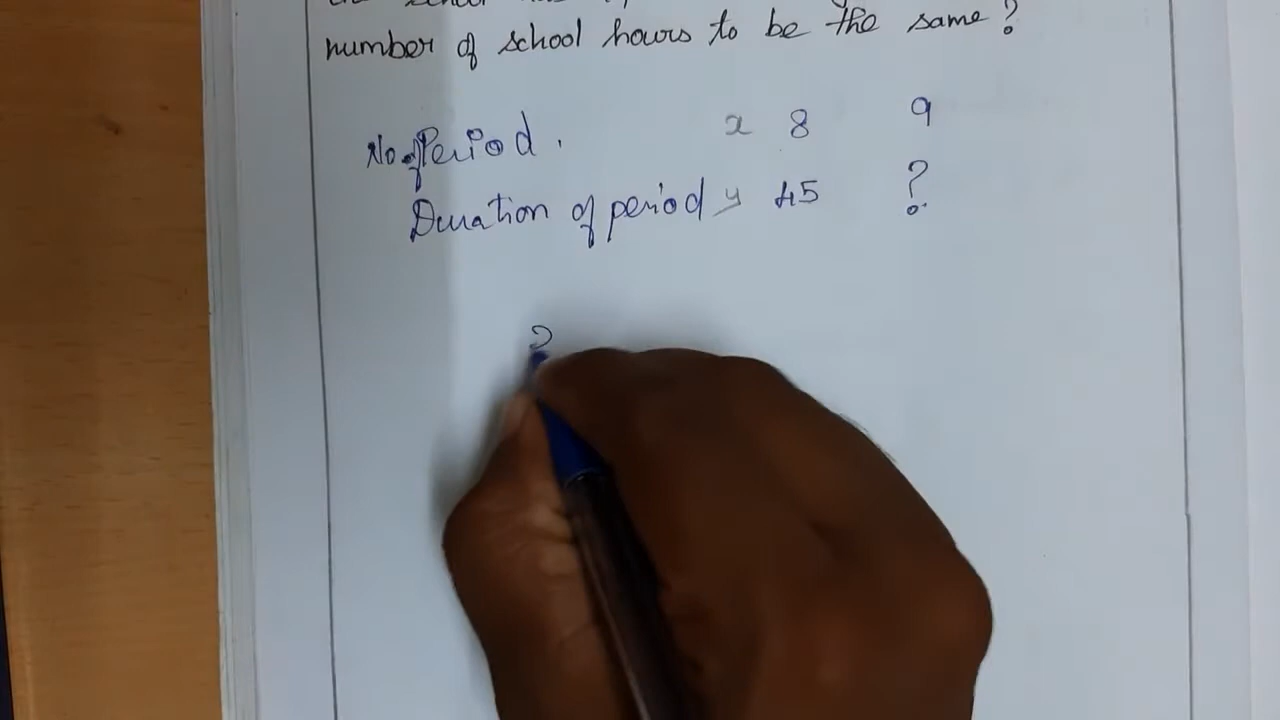 number of school hours to be the same?
No.of Period. x 8 9
Duration of period y 45 ?